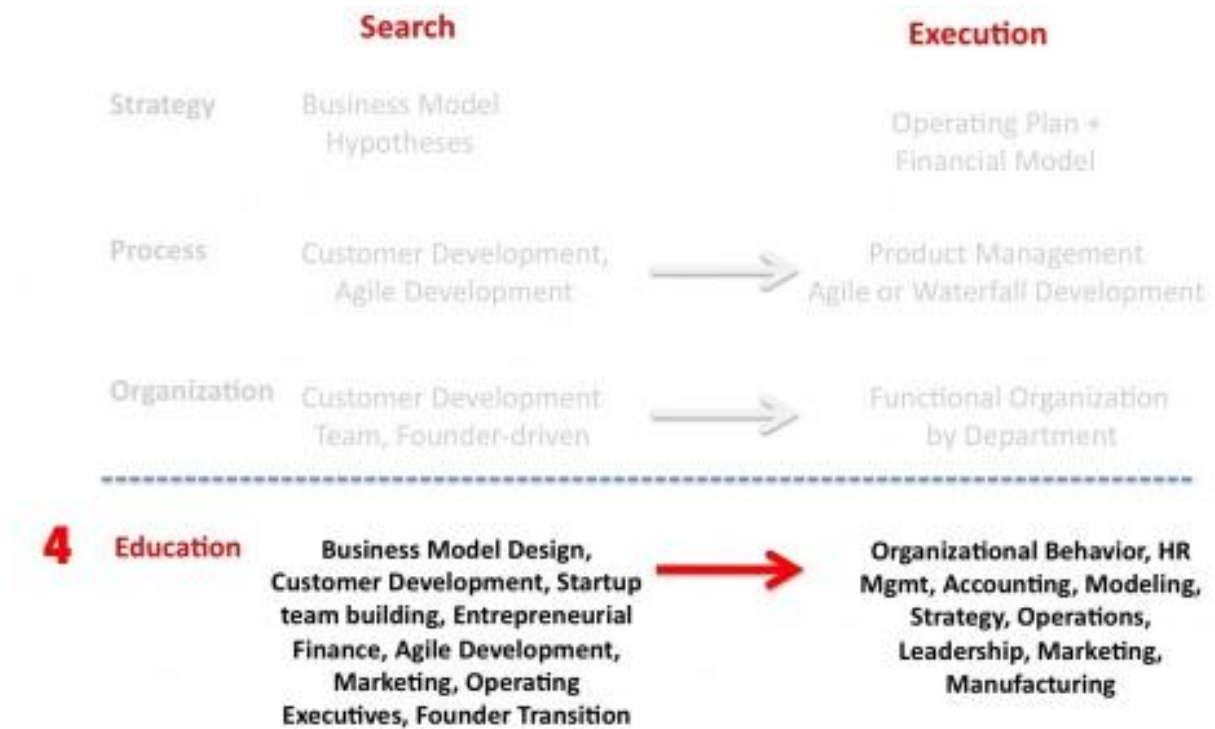 Search
Execution
Strategy
Business Model
Hypotheses
Operating Plan +
Financial Model
Process
Customer Development,
Agile Development
Product Management
Agile or Waterfall Development
Organization
Customer Development
Team, Founder-driven
Functional Organization
by Department
4
Education
Business Model Design,
Customer Development, Startup
team building, Entrepreneurial
Finance, Agile Development,
Marketing, Operating
Executives, Founder Transition
Organizational Behavior, HR
Mgmt, Accounting, Modeling,
Strategy, Operations,
Leadership, Marketing,
Manufacturing